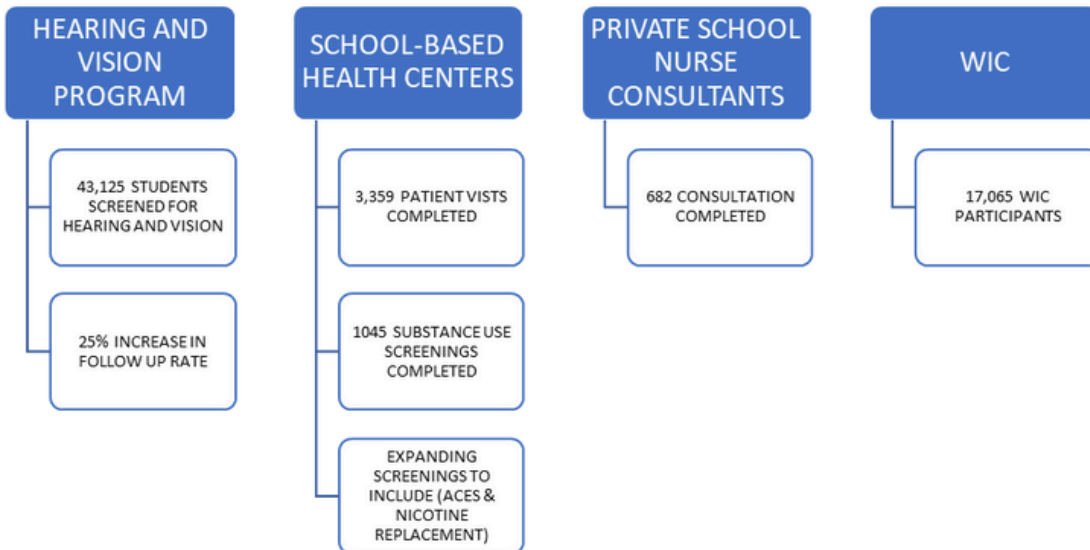 HEARING AND
VISION
PROGRAM
43,125 STUDENTS
SCREENED FOR
HEARING AND VISION
25% INCREASE IN
FOLLOW UP RATE
SCHOOL-BASED
HEALTH CENTERS
3,359 PATIENT VISTS
COMPLETED
1045 SUBSTANCE USE
SCREENINGS
COMPLETED
EXPANDING
SCREENINGS TO
INCLUDE (ACES &
NICOTINE
REPLACEMENT)
PRIVATE SCHOOL
NURSE
CONSULTANTS
682 CONSULTATION
COMPLETED
WIC
17,065 WIC
PARTICIPANTS